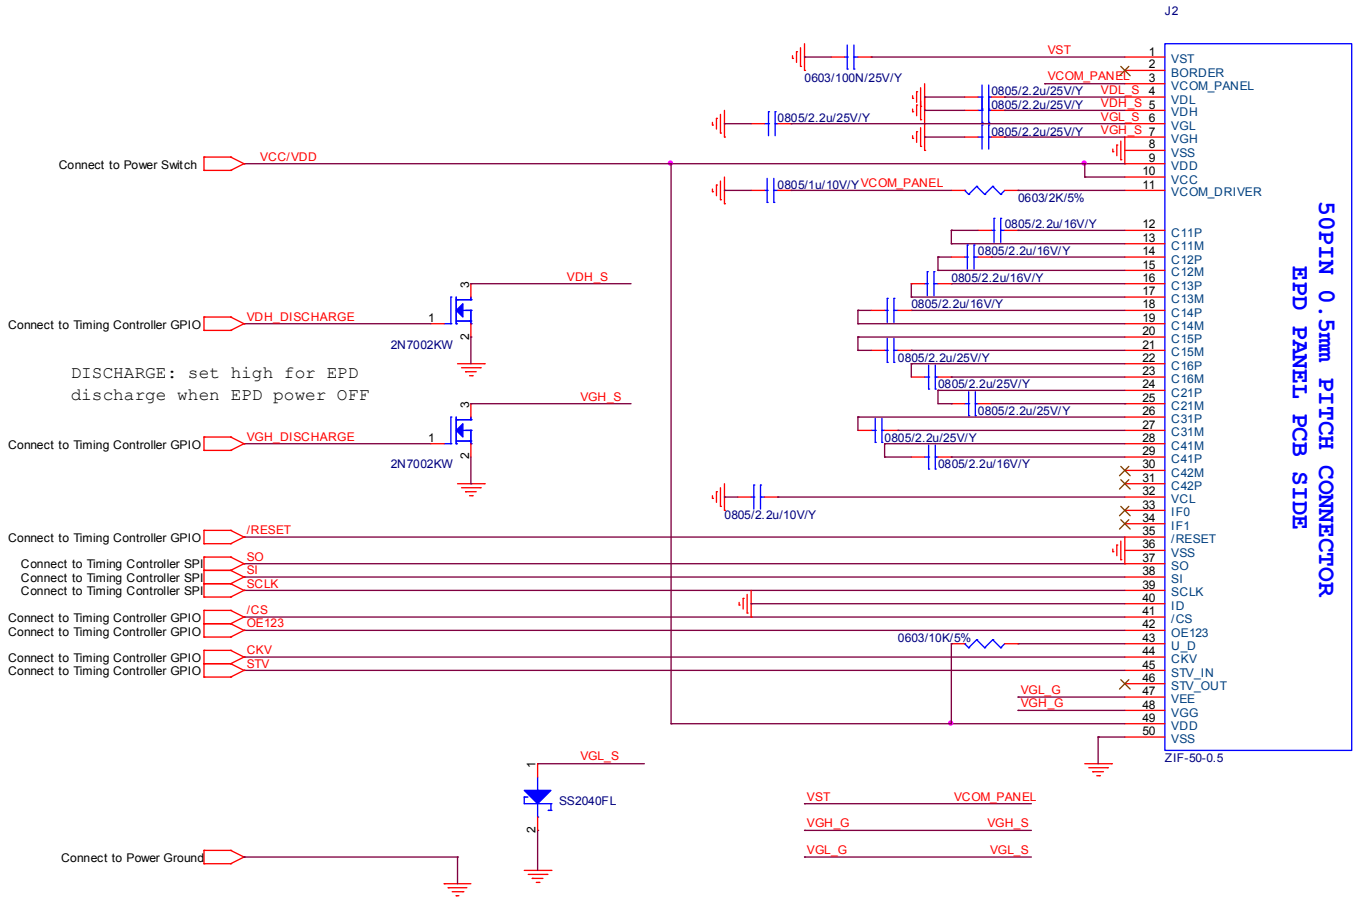 J2
VST
1
VST
0603/100N/25V/Y
2
BORDER
VCOM_PANEL
3
VCOM_PANEL
0805/2.2u/25V/Y
VDL_S
4
VDL
0805/2.2u/25V/Y
VDH_S
5
VDH
0805/2.2u/25V/Y
VGL_S
6
VGL
0805/2.2u/25V/Y
VGH_S
7
VGH
8
VSS
Connect to Power Switch
VCC/VDD
9
VDD
10
VCC
0805/1u/10V/Y
VCOM_PANEL
0603/2K/5%
11
VCOM_DRIVER
0805/2.2u/16V/Y
12
C11P
13
C11M
0805/2.2u/16V/Y
14
C12P
15
C12M
0805/2.2u/16V/Y
16
C13P
17
C13M
0805/2.2u/16V/Y
18
C14P
19
C14M
20
C15P
21
C15M
0805/2.2u/25V/Y
22
C16P
23
C16M
0805/2.2u/25V/Y
24
C21P
25
C21M
0805/2.2u/25V/Y
26
C31P
27
C31M
0805/2.2u/25V/Y
28
C41M
29
C41P
0805/2.2u/16V/Y
30
C42M
31
C42P
32
VCL
0805/2.2u/10V/Y
33
IF0
34
IF1
35
/RESET
36
VSS
37
SO
38
SI
39
SCLK
40
ID
41
/CS
42
OE123
0603/10K/5%
43
U_D
44
CKV
45
STV_IN
46
STV_OUT
VGL_G
47
VEE
VGH_G
48
VGG
49
VDD
50
VSS
ZIF-50-0.5
50PIN 0.5mm PITCH CONNECTOR
EPD PANEL PCB SIDE
VDH_S
3
Connect to Timing Controller GPIO
VDH_DISCHARGE
1
2
2N7002KW
DISCHARGE: set high for EPD
discharge when EPD power OFF
VGH_S
3
Connect to Timing Controller GPIO
VGH_DISCHARGE
1
2
2N7002KW
Connect to Timing Controller GPIO
/RESET
Connect to Timing Controller SPI
SO
Connect to Timing Controller SPI
SI
Connect to Timing Controller SPI
SCLK
Connect to Timing Controller GPIO
/CS
Connect to Timing Controller GPIO
OE123
Connect to Timing Controller GPIO
CKV
Connect to Timing Controller GPIO
STV
VGL_S
1
SS2040FL
2
Connect to Power Ground
VST
VCOM_PANEL
VGH_G
VGH_S
VGL_G
VGL_S